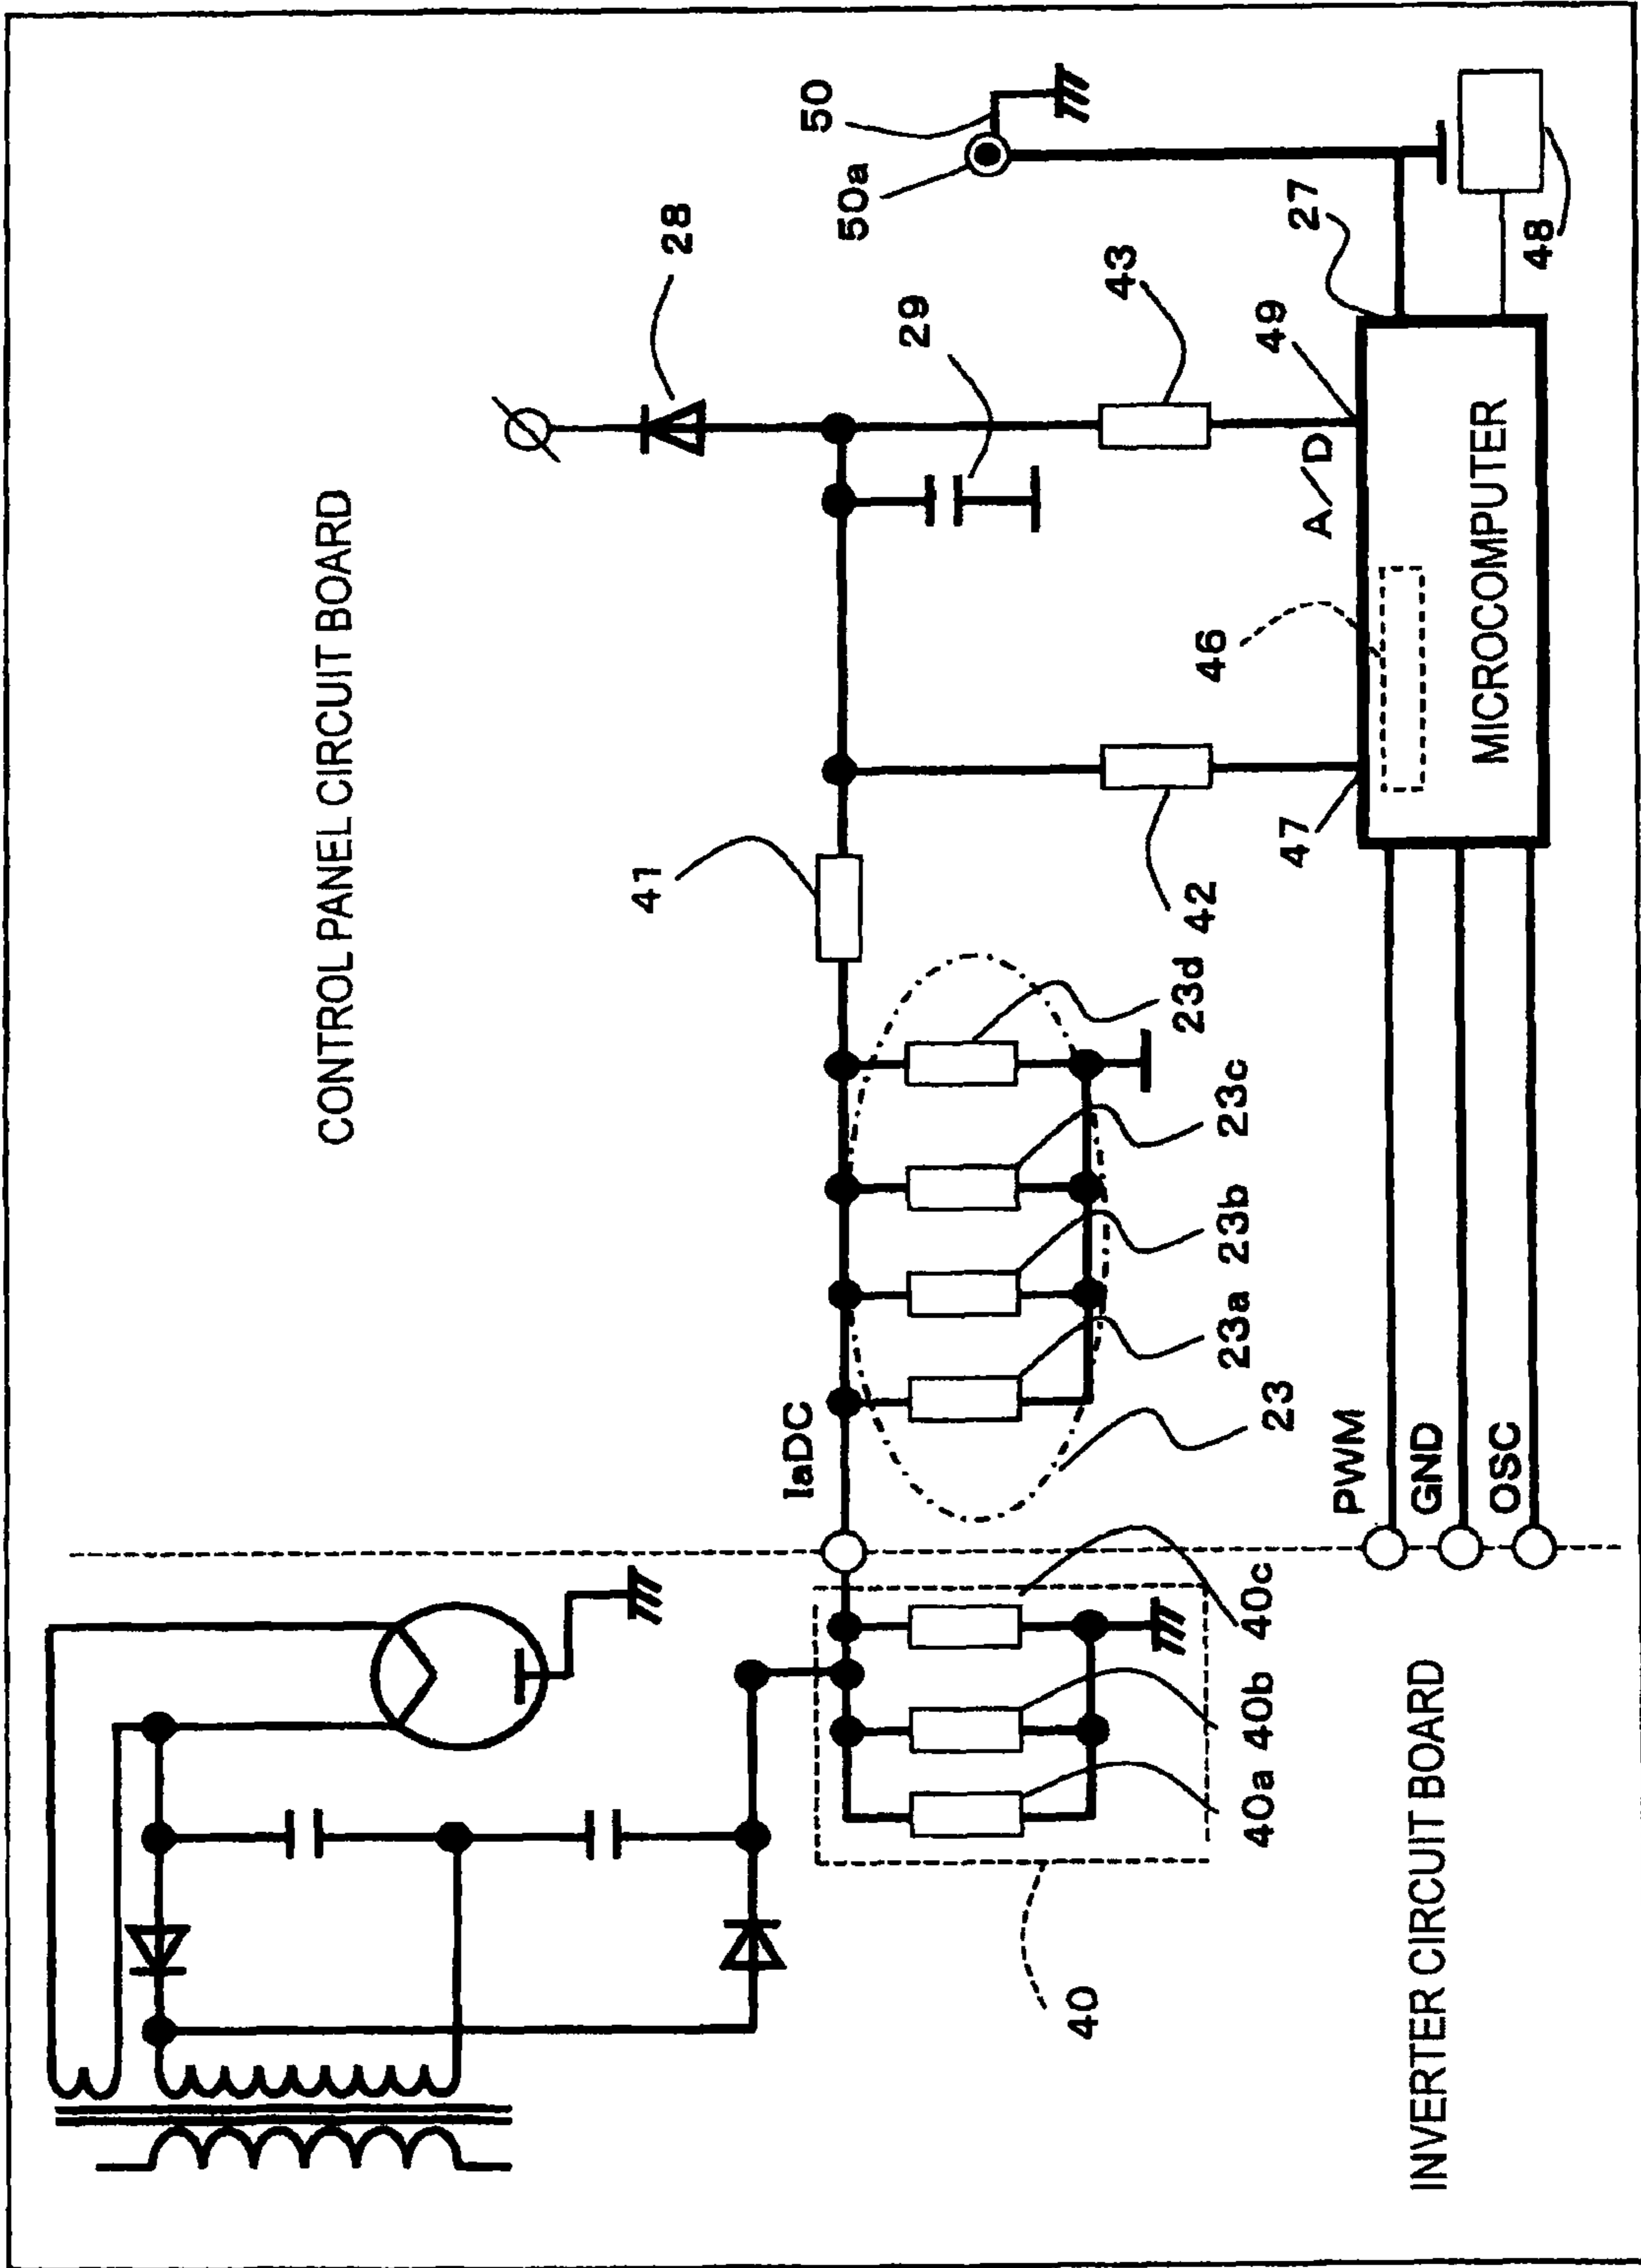 CONTROL PANEL CIRCUIT BOARD
50
50a
28
29
43
27
48
49
A/D
46
MICROCOMPUTER
47
41
42
23d
23c
23b
23a
23
IaDC
PWM
GND
OSC
40c
40b
40a
40
INVERTER CIRCUIT BOARD